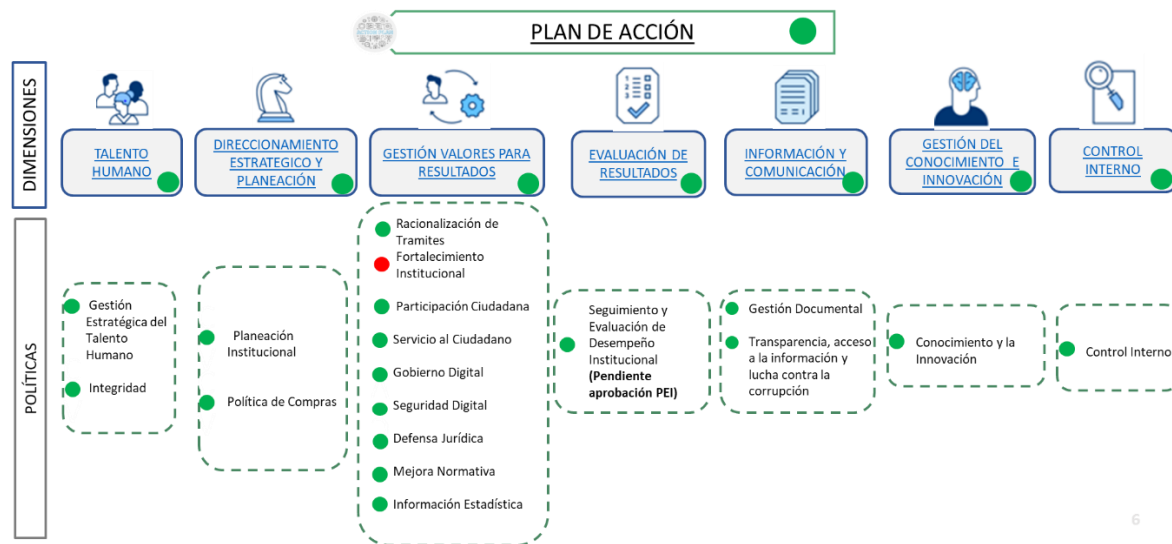 PLAN DE ACCIÓN
DIMENSIONES
TALENTO
HUMANO
DIRECCIONAMIENTO
ESTRATEGICO Y
PLANEACIÓN
GESTIÓN VALORES PARA
RESULTADOS
EVALUACIÓN DE
RESULTADOS
INFORMACIÓN Y
COMUNICACIÓN
GESTIÓN DEL
CONOCIMIENTO E
INNOVACIÓN
CONTROL
INTERNO
POLÍTICAS
Gestión
Estratégica del
Talento
Humano
Integridad
Planeación
Institucional
Política de Compras
Racionalización de
Tramites
Fortalecimiento
Institucional
Participación Ciudadana
Servicio al Ciudadano
Gobierno Digital
Seguridad Digital
Defensa Jurídica
Mejora Normativa
Información Estadística
Seguimiento y
Evaluación de
Desempeño
Institucional
(Pendiente
aprobación PEI)
Gestión Documental
Transparencia, acceso
a la información y
lucha contra la
corrupción
Conocimiento y la
Innovación
Control Interno
6